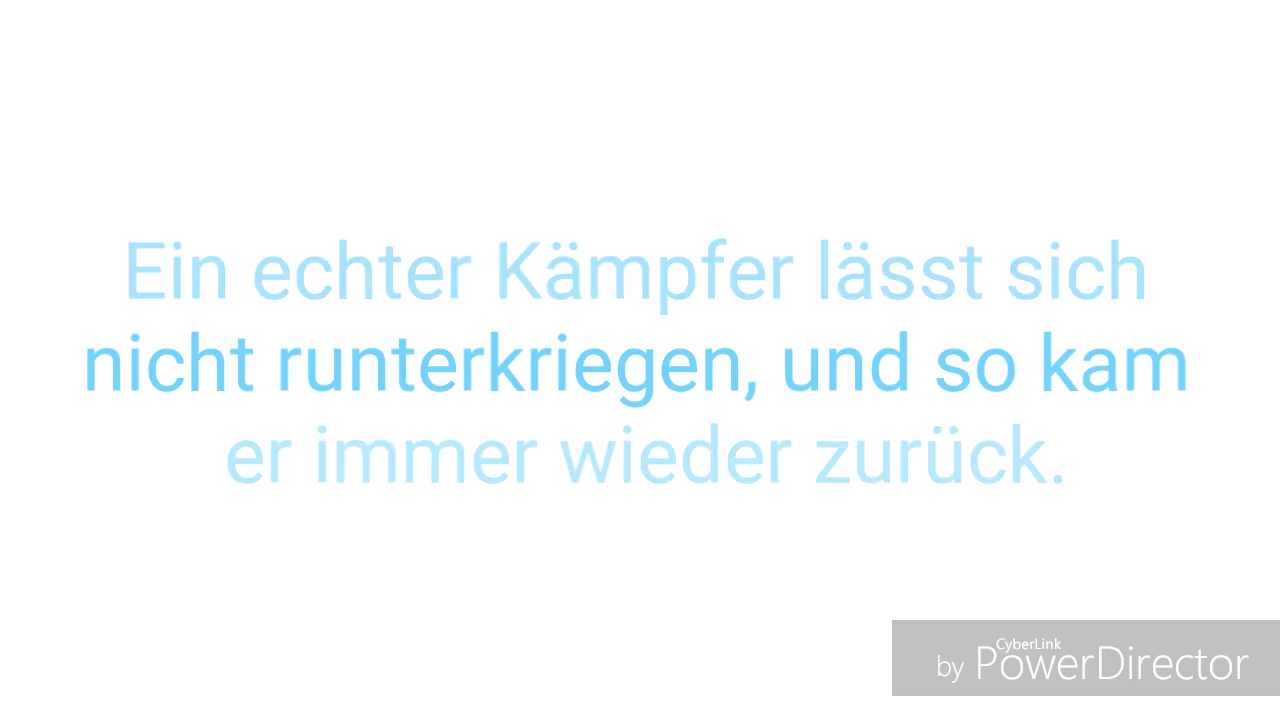 Ein echter Kämpfer lässt sich
nicht runterkriegen, und so kam
er immer wieder zurück.
CyberLink
by PowerDirector